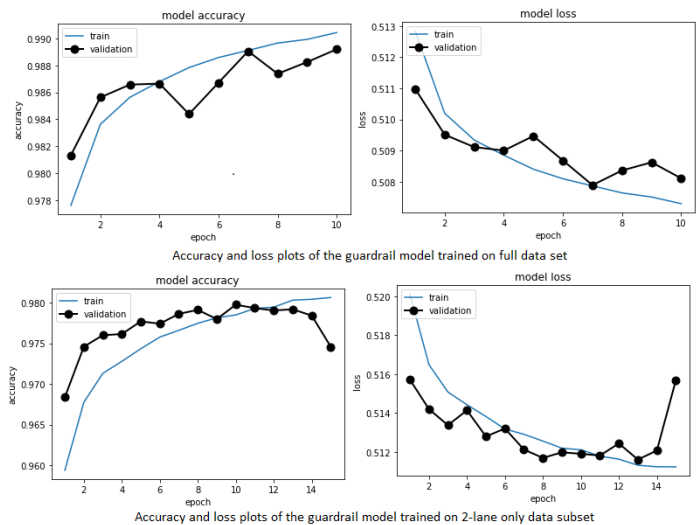 model accuracy
train
validation
0.990
0.988
0.986
0.984
0.982
0.980
0.978
accuracy
2 4 6 8 10
epoch
model loss
train
validation
0.513
0.512
0.511
0.510
0.509
0.508
loss
2 4 6 8 10
epoch
Accuracy and loss plots of the guardrail model trained on full data set
model accuracy
train
validation
0.980
0.975
0.970
0.965
0.960
accuracy
2 4 6 8 10 12 14
epoch
model loss
train
validation
0.520
0.518
0.516
0.514
0.512
loss
2 4 6 8 10 12 14
epoch
Accuracy and loss plots of the guardrail model trained on 2-lane only data subset